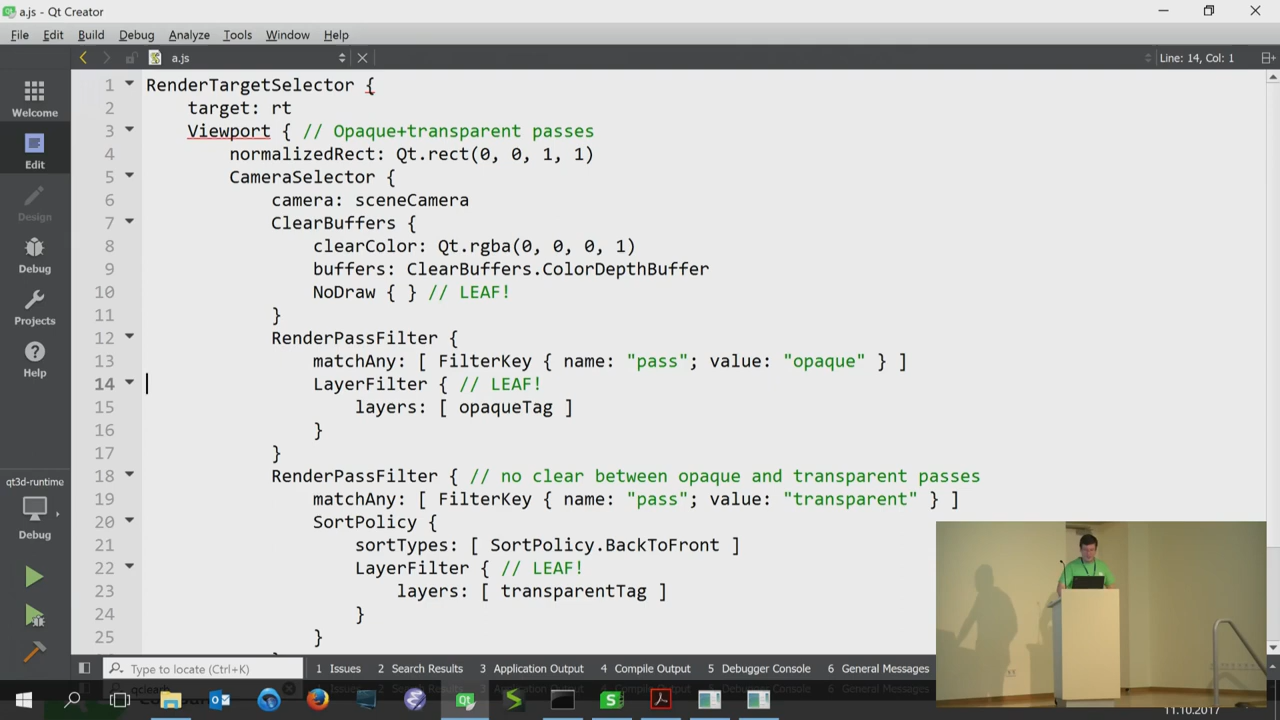 a.js - Qt Creator
File Edit Build Debug Analyze Tools Window Help
a.js Line: 14, Col: 1
Welcome
Edit
Design
Debug
Projects
Help
qt3d-runtime
Debug
1 RenderTargetSelector {
2 target: rt
3 Viewport { // Opaque+transparent passes
4 normalizedRect: Qt.rect(0, 0, 1, 1)
5 CameraSelector {
6 camera: sceneCamera
7 ClearBuffers {
8 clearColor: Qt.rgba(0, 0, 0, 1)
9 buffers: ClearBuffers.ColorDepthBuffer
10 NoDraw { } // LEAF!
11 }
12 RenderPassFilter {
13 matchAny: [ FilterKey { name: "pass"; value: "opaque" } ]
14 LayerFilter { // LEAF!
15 layers: [ opaqueTag ]
16 }
17 }
18 RenderPassFilter { // no clear between opaque and transparent passes
19 matchAny: [ FilterKey { name: "pass"; value: "transparent" } ]
20 SortPolicy {
21 sortTypes: [ SortPolicy.BackToFront ]
22 LayerFilter { // LEAF!
23 layers: [ transparentTag ]
24 }
25 }
Type to locate (Ctrl+K) 1 Issues 2 Search Results 3 Application Output 4 Compile Output 5 Debugger Console 6 General Messages
11.10.2017